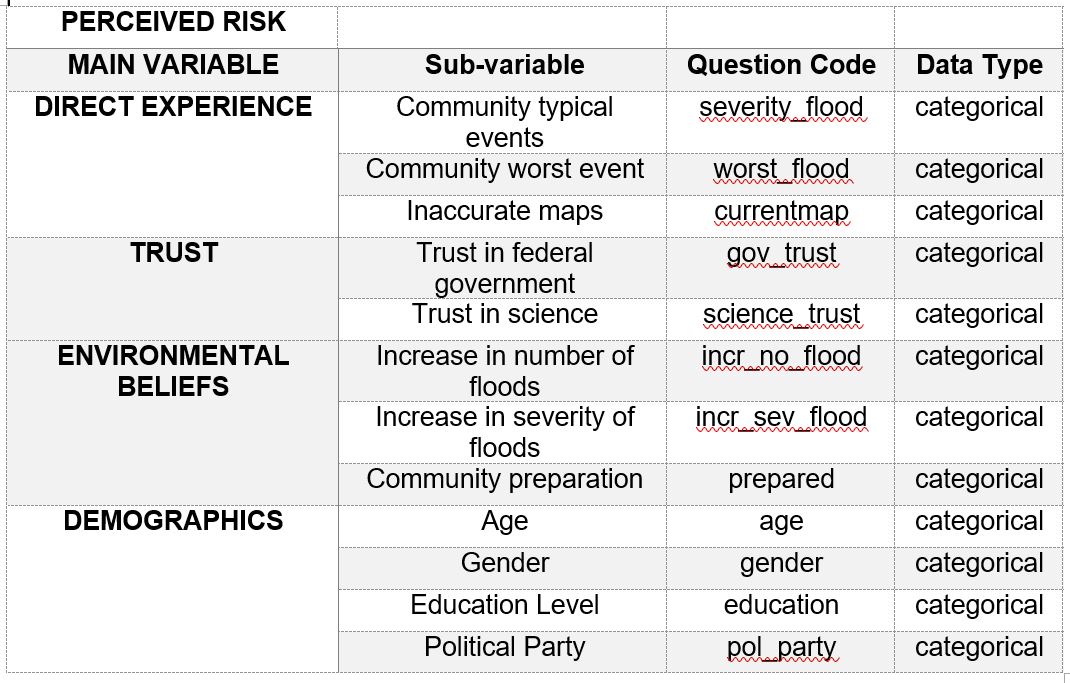 PERCEIVED RISK
MAIN VARIABLE Sub-variable Question Code Data Type
DIRECT EXPERIENCE Community typical severity_flood categorical
events
Community worst event worst_flood categorical
Inaccurate maps currentmap categorical
TRUST Trust in federal gov_trust categorical
government
Trust in science science_trust categorical
ENVIRONMENTAL Increase in number of incr_no_flood categorical
BELIEFS floods
Increase in severity of incr_sev_flood categorical
floods
Community preparation prepared categorical
DEMOGRAPHICS Age age categorical
Gender gender categorical
Education Level education categorical
Political Party pol_party categorical